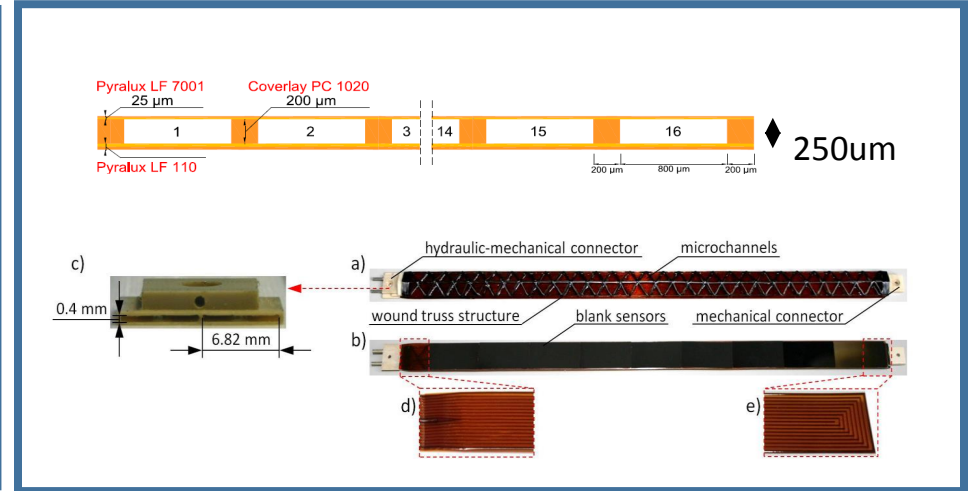 Pyralux LF 7001
25 µm
Coverlay PC 1020
200 µm
1
2
3
14
15
16
250um
Pyralux LF 110
200 µm
800 µm
200 µm
hydraulic-mechanical connector
microchannels
c)
a)
0.4 mm
wound truss structure
blank sensors
mechanical connector
6.82 mm
b)
d)
e)